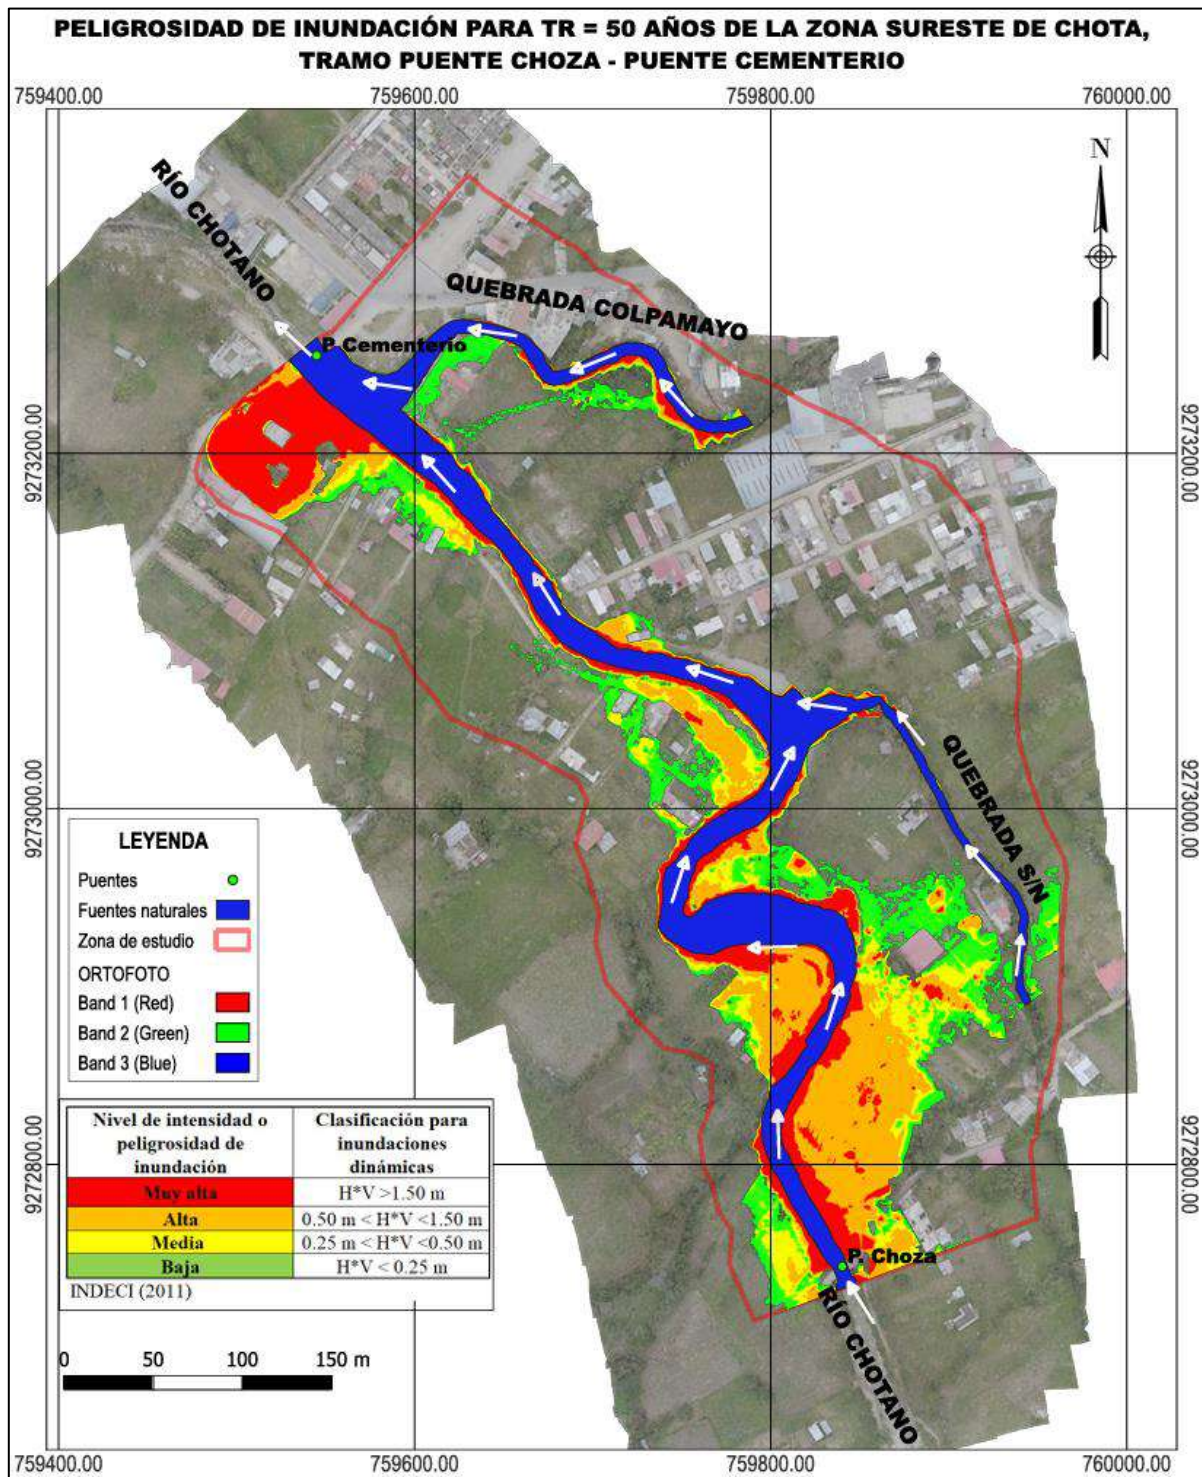 PELIGROSIDAD DE INUNDACIÓN PARA TR = 50 AÑOS DE LA ZONA SURESTE DE CHOTA,
TRAMO PUENTE CHOZA - PUENTE CEMENTERIO
759400.00 759600.00 759800.00 760000.00
N
RÍO CHOTANO
QUEBRADA COLPAMAYO
P. Cementerio
9273200.00 9273200.00
QUEBRADA S/N
9273000.00 9273000.00
LEYENDA
Puentes
Fuentes naturales
Zona de estudio
ORTOFOTO
Band 1 (Red)
Band 2 (Green)
Band 3 (Blue)
9272800.00 9272800.00
Nivel de intensidad o
peligrosidad de
inundación
Clasificación para
inundaciones
dinámicas
Muy alta H*V >1.50 m
Alta 0.50 m < H*V <1.50 m
Media 0.25 m < H*V <0.50 m
Baja H*V < 0.25 m
INDECI (2011)
P. Choza
RÍO CHOTANO
0 50 100 150 m
759400.00 759600.00 759800.00 760000.00